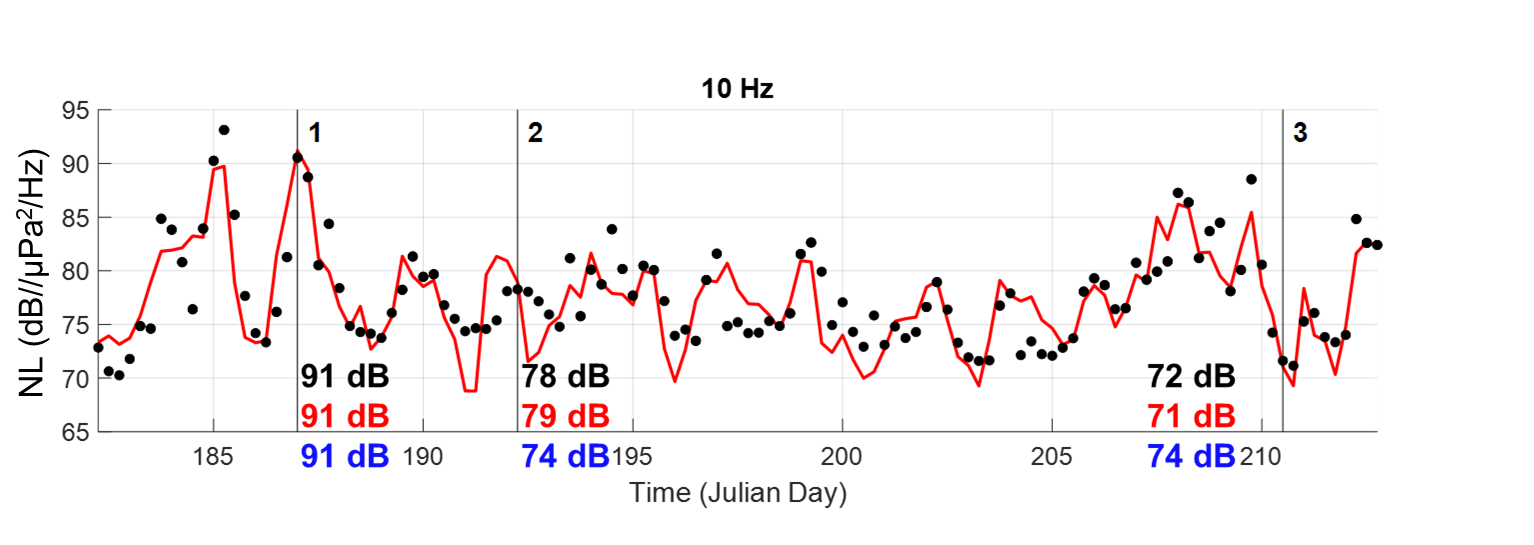 10 Hz
NL (dB//μPa²/Hz)
95
90
85
80
75
70
65
1
2
3
91 dB
91 dB
91 dB
78 dB
79 dB
74 dB
72 dB
71 dB
74 dB
185 190 195 200 205 210
Time (Julian Day)